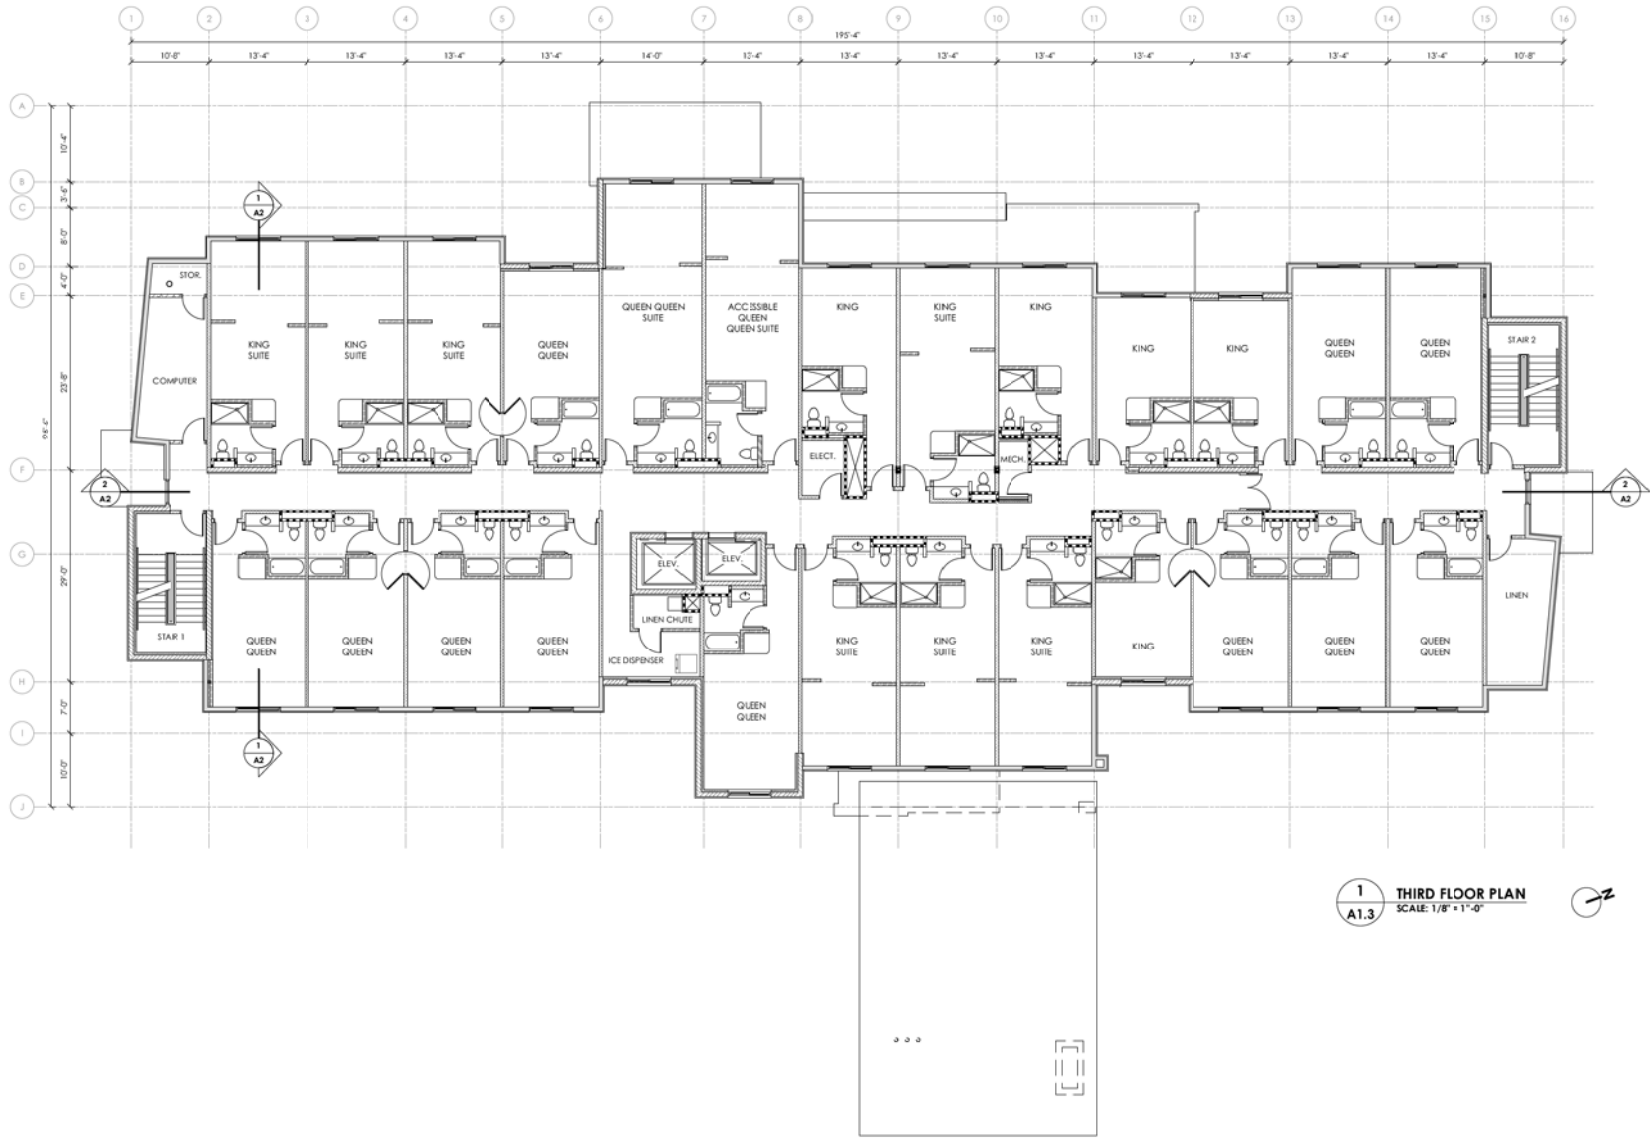 1 2 3 4 5 6 7 8 9 10 11 12 13 14 15 16
195'-4"
10'-8" 13'-4" 13'-4" 13'-4" 13'-4" 14'-0" 13'-4" 13'-4" 13'-4" 13'-4" 13'-4" 13'-4" 13'-4" 13'-4" 10'-8"
A
10'-4"
B
3'-6"
C
8'-0"
D
4'-0"
E
23'-8"
F
29'-0"
G
H
7'-0"
I
10'-0"
J
1
A2
STOR.
COMPUTER
KING
SUITE
KING
SUITE
KING
SUITE
QUEEN
QUEEN
QUEEN QUEEN
SUITE
ACCESSIBLE
QUEEN
QUEEN SUITE
KING
KING
SUITE
KING
KING
KING
QUEEN
QUEEN
QUEEN
QUEEN
STAIR 2
ELECT.
MECH.
2
A2
2
A2
ELEV.
ELEV.
LINEN CHUTE
ICE DISPENSER
STAIR 1
QUEEN
QUEEN
QUEEN
QUEEN
QUEEN
QUEEN
QUEEN
QUEEN
QUEEN
QUEEN
KING
SUITE
KING
SUITE
KING
SUITE
KING
QUEEN
QUEEN
QUEEN
QUEEN
QUEEN
QUEEN
LINEN
1
A2
1
A1.3
THIRD FLOOR PLAN
SCALE: 1/8" = 1'-0"
N